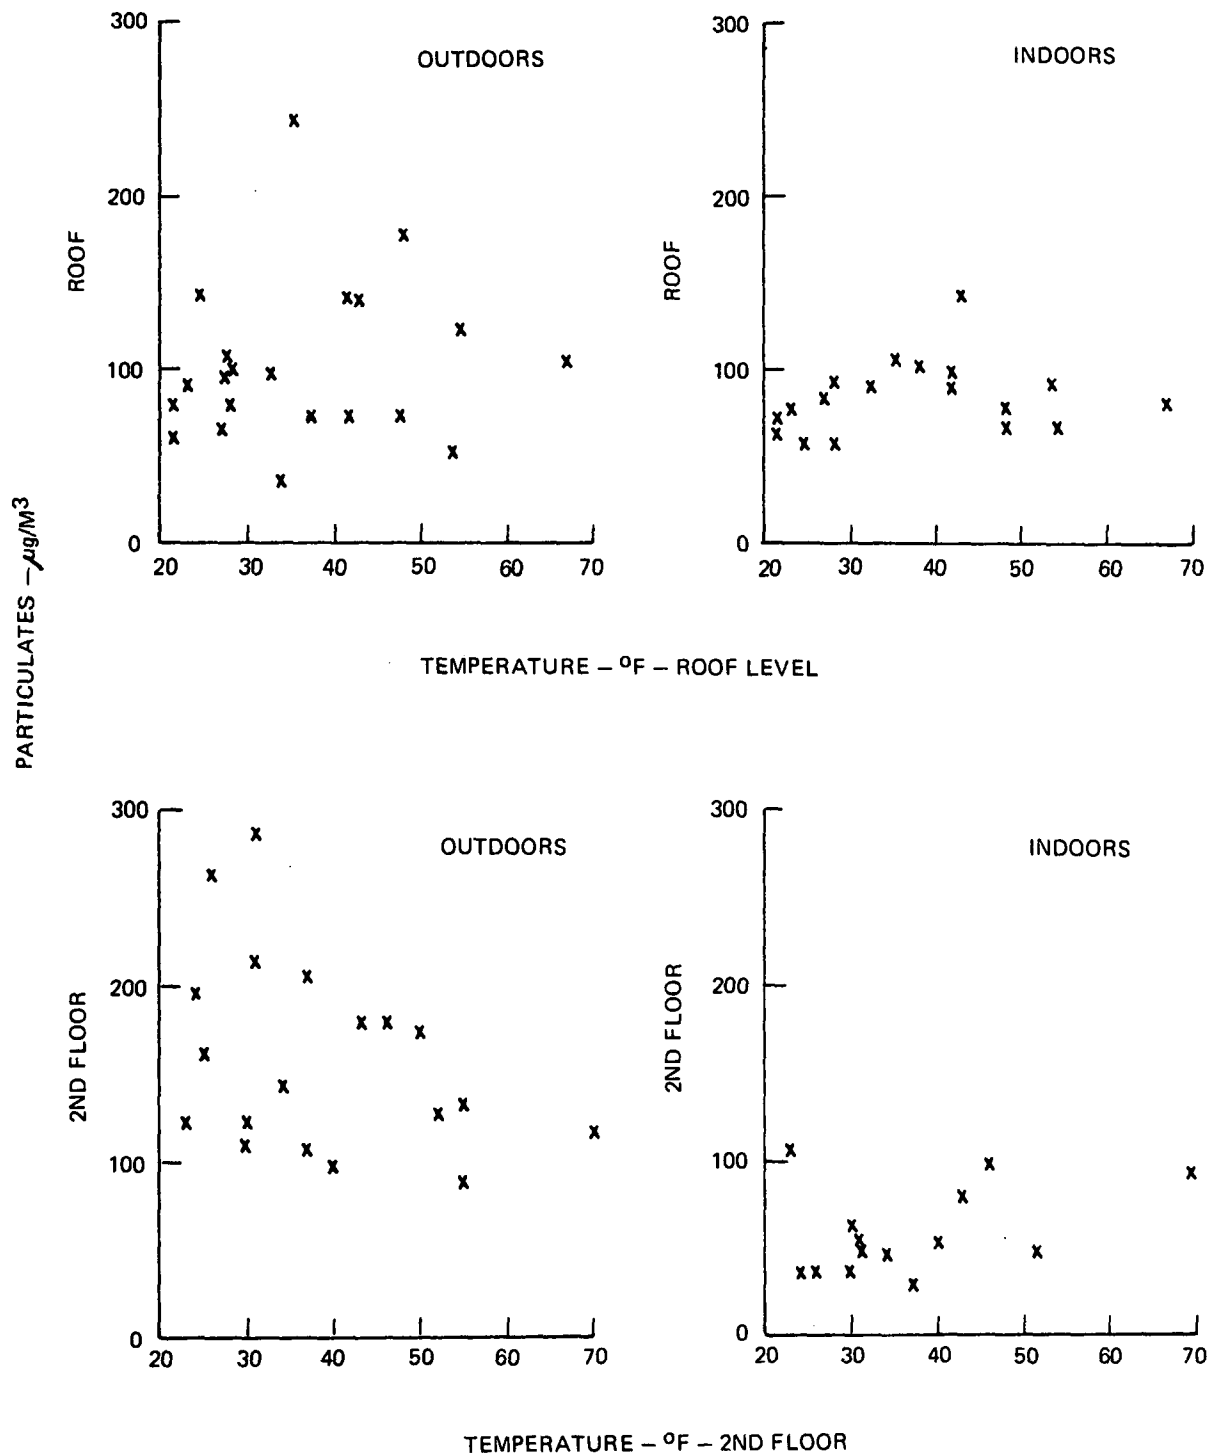 PARTICULATES – µg/M³
ROOF
OUTDOORS
300
200
100
0
20 30 40 50 60 70
ROOF
INDOORS
300
200
100
0
20 30 40 50 60 70
TEMPERATURE – ºF – ROOF LEVEL
2ND FLOOR
OUTDOORS
300
200
100
0
20 30 40 50 60 70
2ND FLOOR
INDOORS
300
200
100
0
20 30 40 50 60 70
TEMPERATURE – ºF – 2ND FLOOR